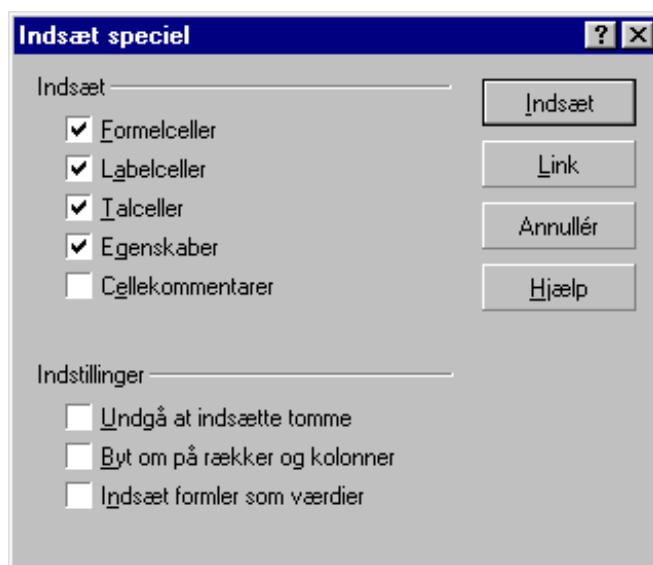 Indsæt speciel
Indsæt
Formelceller
Labelceller
Talceller
Egenskaber
Cellekommentarer
Indsæt
Link
Annullér
Hjælp
Indstillinger
Undgå at indsætte tomme
Byt om på rækker og kolonner
Indsæt formler som værdier